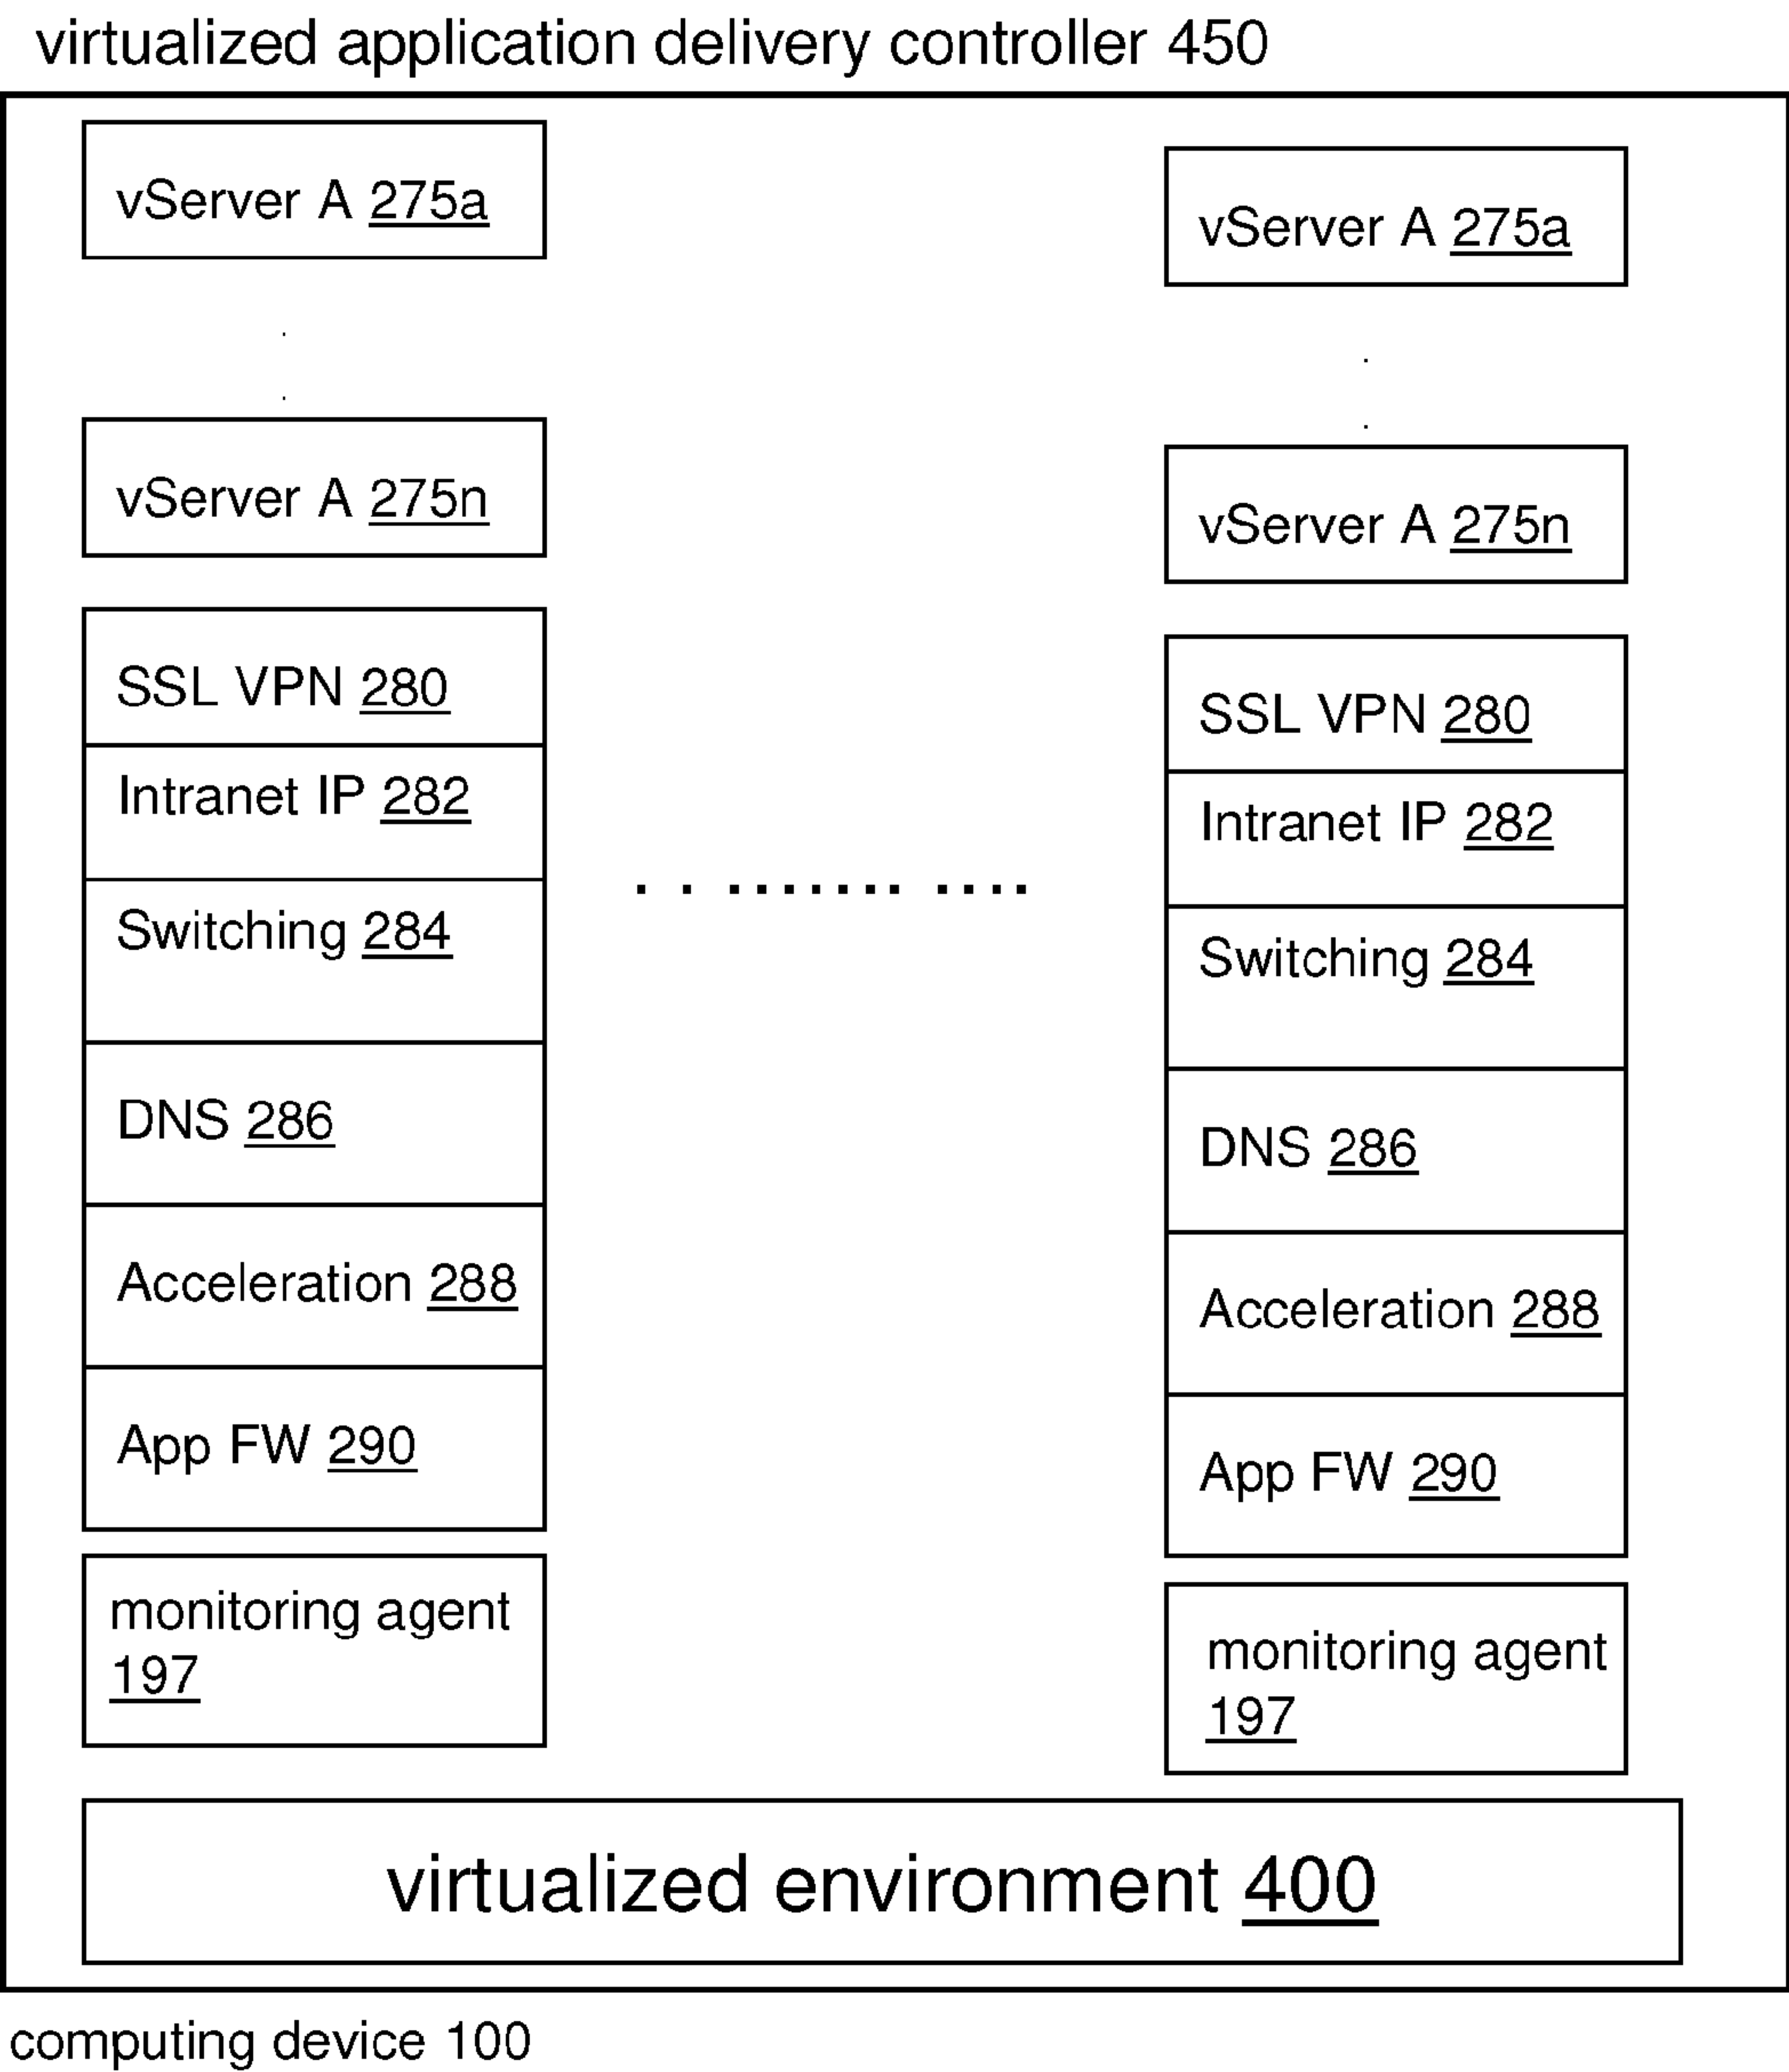 virtualized application delivery controller 450
vServer A 275a
vServer A 275n
SSL VPN 280
Intranet IP 282
Switching 284
DNS 286
Acceleration 288
App FW 290
monitoring agent
197
vServer A 275a
vServer A 275n
SSL VPN 280
Intranet IP 282
Switching 284
DNS 286
Acceleration 288
App FW 290
monitoring agent
197
virtualized environment 400
computing device 100